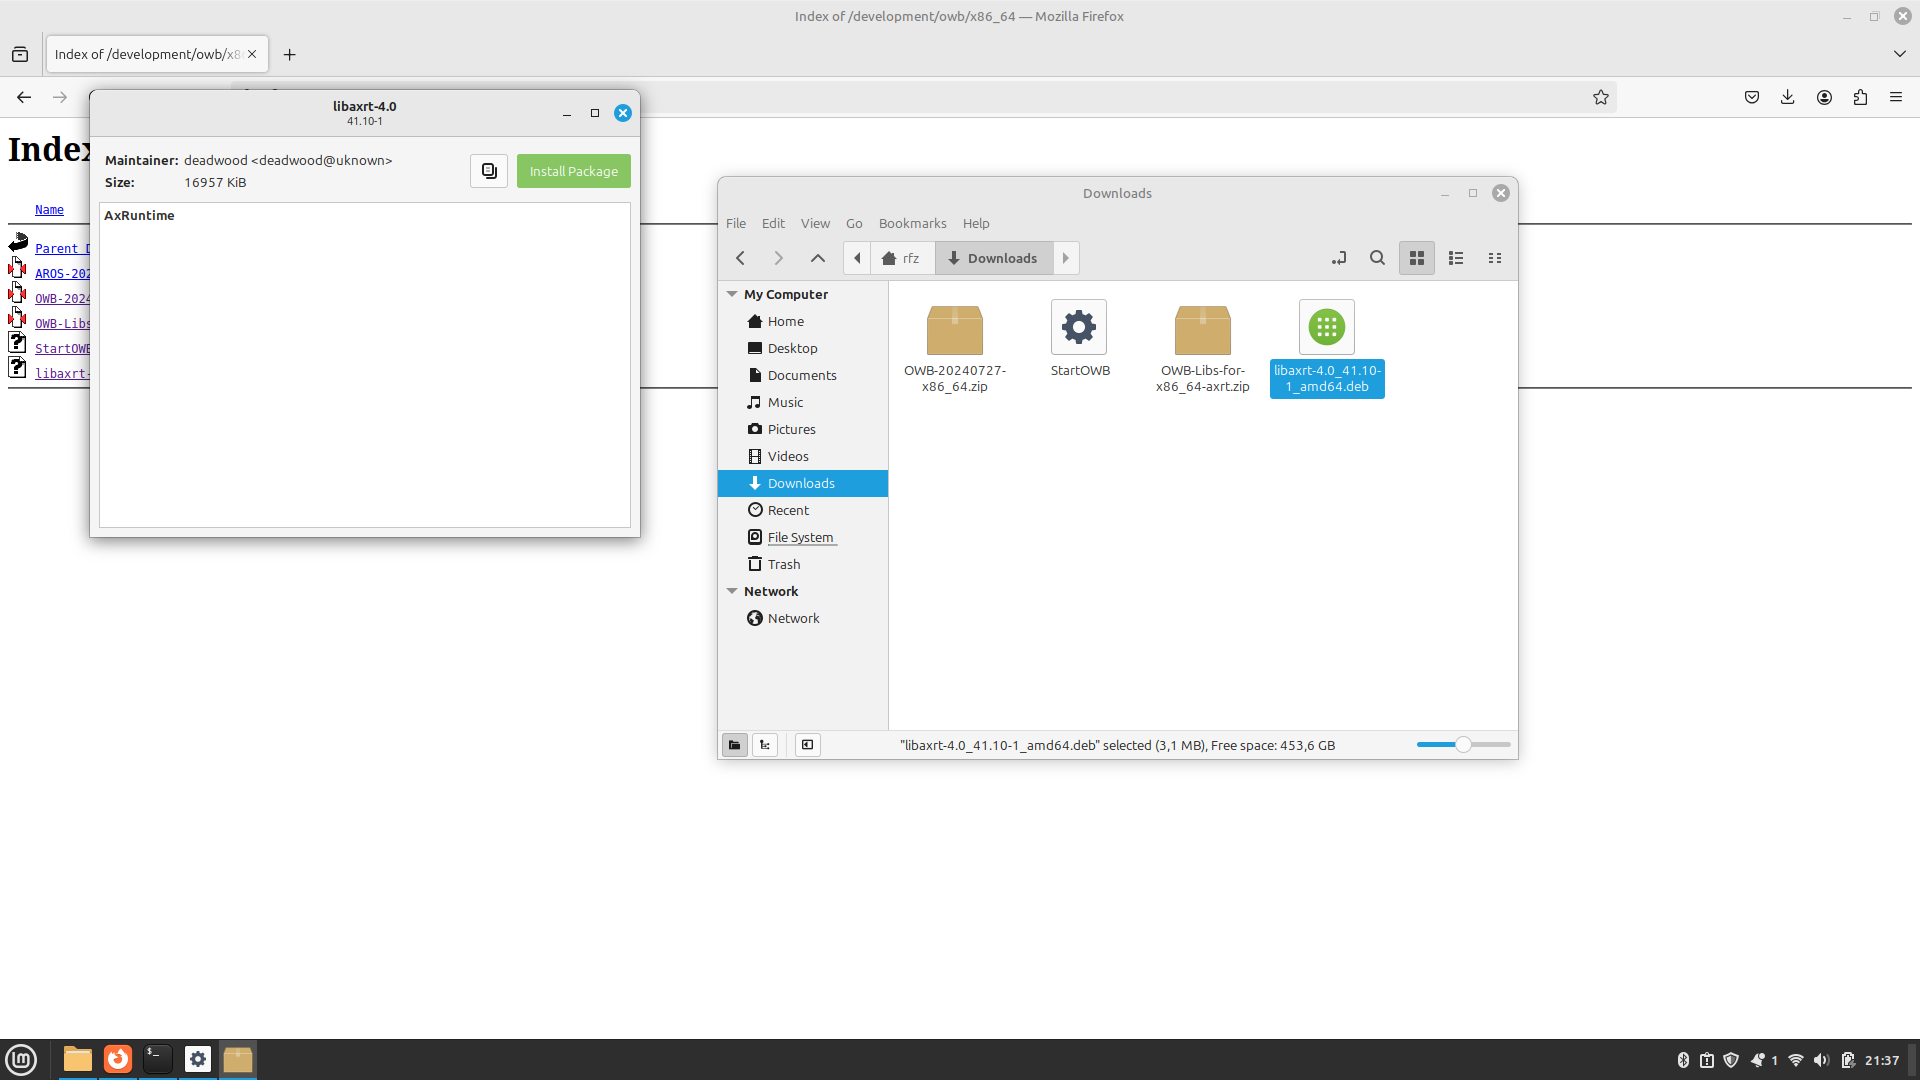 Index of /development/owb/x86_64 — Mozilla Firefox
Index of /development/owb/x8
libaxrt-4.0
41.10-1
Maintainer: deadwood <deadwood@uknown>
Size: 16957 KiB
Install Package
AxRuntime
Index
Name
Parent D
AROS-202
OWB-2024
OWB-Libs
StartOWB
libaxrt-
Downloads
File Edit View Go Bookmarks Help
rfz Downloads
My Computer
Home
Desktop
Documents
Music
Pictures
Videos
Downloads
Recent
File System
Trash
Network
Network
OWB-20240727-
x86_64.zip
StartOWB
OWB-Libs-for-
x86_64-axrt.zip
libaxrt-4.0_41.10-
1_amd64.deb
"libaxrt-4.0_41.10-1_amd64.deb" selected (3,1 MB), Free space: 453,6 GB
1 21:37